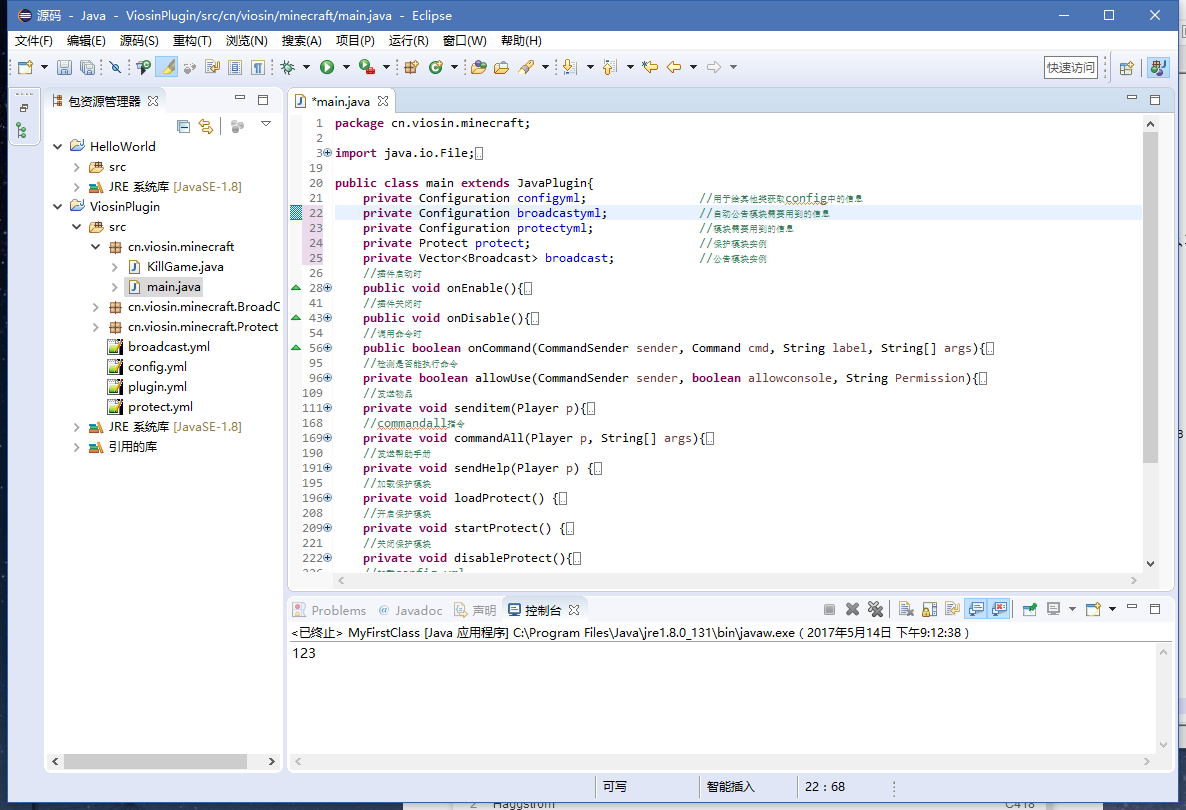 源码 - Java - ViosinPlugin/src/cn/viosin/minecraft/main.java - Eclipse
文件(F) 编辑(E) 源码(S) 重构(T) 浏览(N) 搜索(A) 项目(P) 运行(R) 窗口(W) 帮助(H)
快速访问
包资源管理器
HelloWorld
src
JRE 系统库 [JavaSE-1.8]
ViosinPlugin
src
cn.viosin.minecraft
KillGame.java
main.java
cn.viosin.minecraft.BroadC
cn.viosin.minecraft.Protect
broadcast.yml
config.yml
plugin.yml
protect.yml
JRE 系统库 [JavaSE-1.8]
引用的库
*main.java
1 package cn.viosin.minecraft;
2
3 import java.io.File;
19
20 public class main extends JavaPlugin{
21 private Configuration configyml; //用于给其他类获取config中的信息
22 private Configuration broadcastyml; //自动公告模块需要用到的信息
23 private Configuration protectyml; //模块需要用到的信息
24 private Protect protect; //保护模块实例
25 private Vector<Broadcast> broadcast; //公告模块实例
26 //插件启动时
28 public void onEnable(){
41 //插件关闭时
43 public void onDisable(){
54 //调用命令时
56 public boolean onCommand(CommandSender sender, Command cmd, String label, String[] args){
95 //检测是否能执行命令
96 private boolean allowUse(CommandSender sender, boolean allowconsole, String Permission){
109 //发送物品
111 private void senditem(Player p){
168 //commandall指令
169 private void commandAll(Player p, String[] args){
190 //发送帮助手册
191 private void sendHelp(Player p) {
195 //加载保护模块
196 private void loadProtect() {
208 //开启保护模块
209 private void startProtect() {
221 //关闭保护模块
222 private void disableProtect(){
Problems @ Javadoc 声明 控制台
<已终止> MyFirstClass [Java 应用程序] C:\Program Files\Java\jre1.8.0_131\bin\javaw.exe ( 2017年5月14日 下午9:12:38 )
123
可写 智能插入 22 : 68